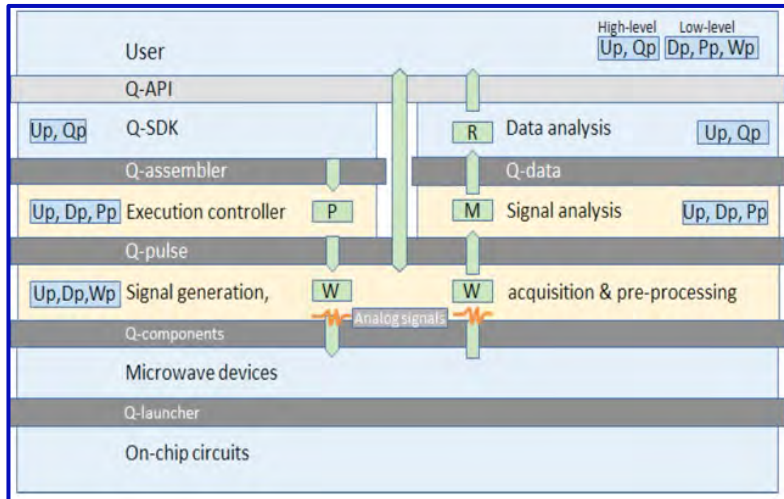 High-level Low-level
User Up, Qp Dp, Pp, Wp
Q-API
Up, Qp Q-SDK R Data analysis Up, Qp
Q-assembler Q-data
Up, Dp, Pp Execution controller P M Signal analysis Up, Dp, Pp
Q-pulse
Up,Dp,Wp Signal generation, W W acquisition & pre-processing
Analog signals
Q-components
Microwave devices
Q-launcher
On-chip circuits